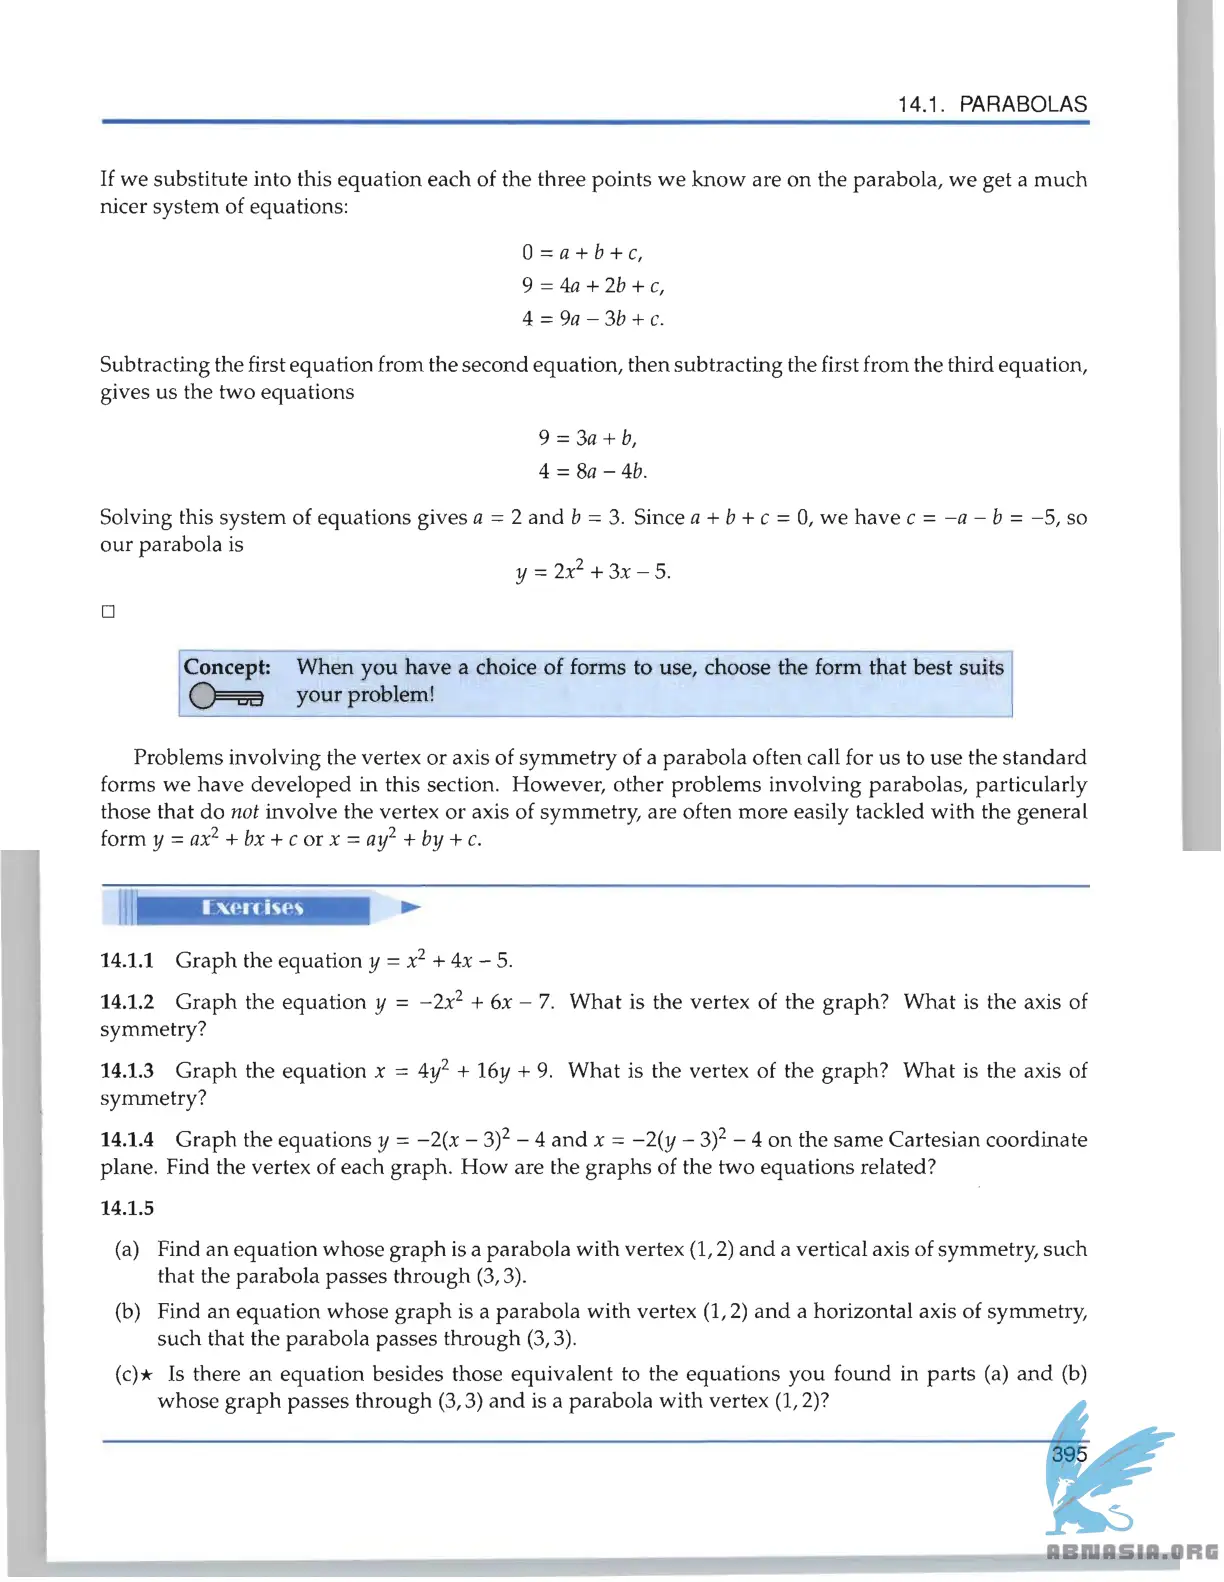 14.1. PARABOLAS
If we substitute into this equation each of the three points we know are on the parabola, we get a much
nicer system of equations:
0 = a + b + c,
9 = 4a + 2b + c,
4 = 9a − 3b + c.
Subtracting the first equation from the second equation, then subtracting the first from the third equation,
gives us the two equations
9 = 3a + b,
4 = 8a − 4b.
Solving this system of equations gives a = 2 and b = 3. Since a + b + c = 0, we have c = −a − b = −5, so
our parabola is
y = 2x² + 3x − 5.
□
Concept: When you have a choice of forms to use, choose the form that best suits
your problem!
Problems involving the vertex or axis of symmetry of a parabola often call for us to use the standard
forms we have developed in this section. However, other problems involving parabolas, particularly
those that do not involve the vertex or axis of symmetry, are often more easily tackled with the general
form y = ax² + bx + c or x = ay² + by + c.
Exercises
14.1.1 Graph the equation y = x² + 4x − 5.
14.1.2 Graph the equation y = −2x² + 6x − 7. What is the vertex of the graph? What is the axis of
symmetry?
14.1.3 Graph the equation x = 4y² + 16y + 9. What is the vertex of the graph? What is the axis of
symmetry?
14.1.4 Graph the equations y = −2(x − 3)² − 4 and x = −2(y − 3)² − 4 on the same Cartesian coordinate
plane. Find the vertex of each graph. How are the graphs of the two equations related?
14.1.5
(a) Find an equation whose graph is a parabola with vertex (1, 2) and a vertical axis of symmetry, such
that the parabola passes through (3, 3).
(b) Find an equation whose graph is a parabola with vertex (1, 2) and a horizontal axis of symmetry,
such that the parabola passes through (3, 3).
(c)★ Is there an equation besides those equivalent to the equations you found in parts (a) and (b)
whose graph passes through (3, 3) and is a parabola with vertex (1, 2)?
395
ABMASIA.ORG